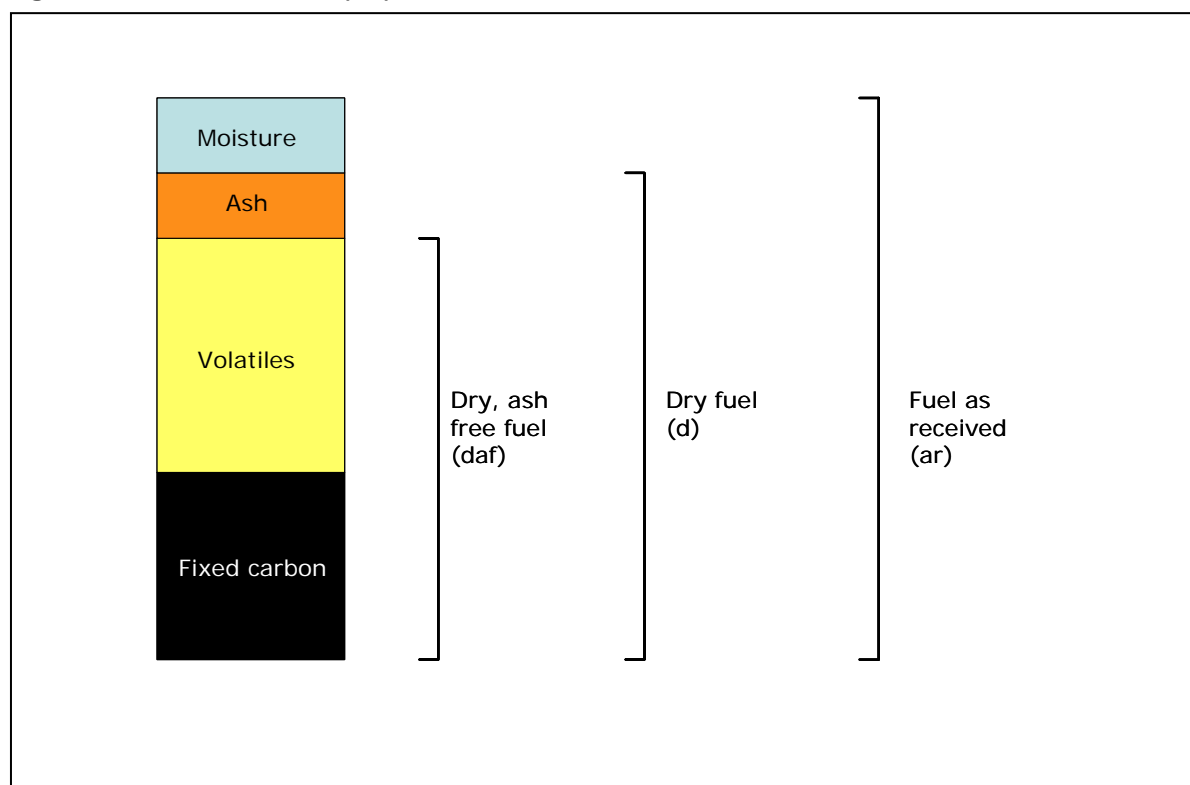 Moisture
Ash
Volatiles
Fixed carbon
Dry, ash
free fuel
(daf)
Dry fuel
(d)
Fuel as
received
(ar)